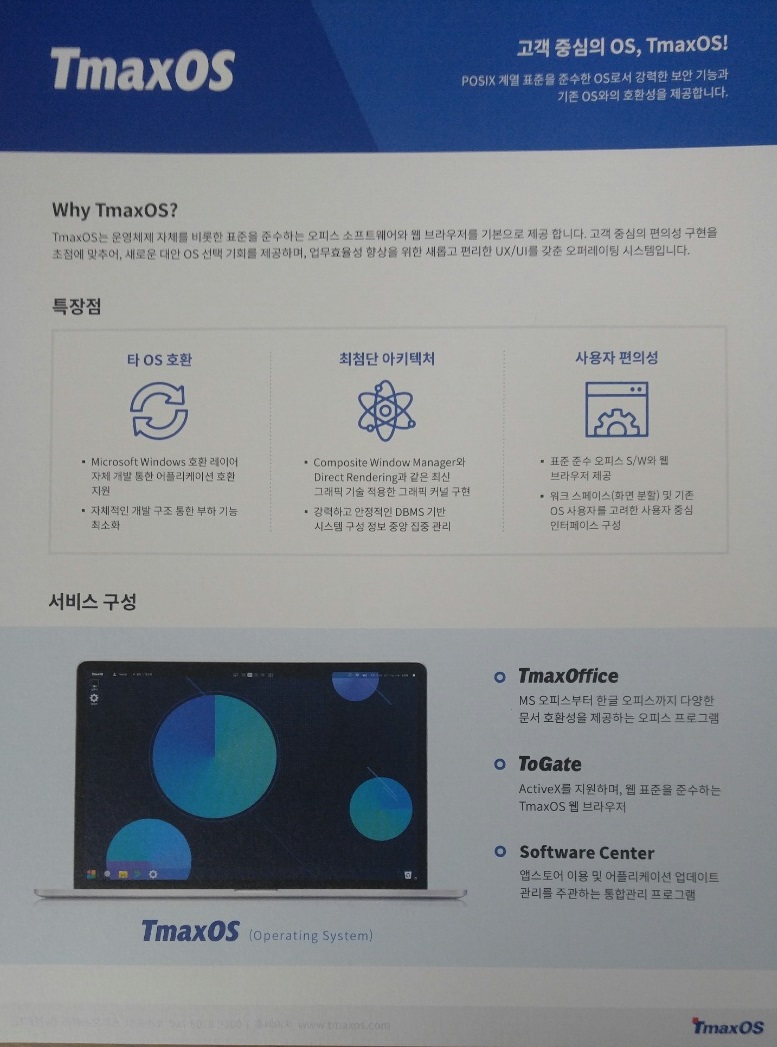 TmaxOS
고객 중심의 OS, TmaxOS!
POSIX 계열 표준을 준수한 OS로서 강력한 보안 기능과
기존 OS와의 호환성을 제공합니다.
Why TmaxOS?
TmaxOS는 운영체제 자체를 비롯한 표준을 준수하는 오피스 소프트웨어와 웹 브라우저를 기본으로 제공 합니다. 고객 중심의 편의성 구현을
초점에 맞추어, 새로운 대안 OS 선택 기회를 제공하며, 업무효율성 향상을 위한 새롭고 편리한 UX/UI를 갖춘 오퍼레이팅 시스템입니다.
특장점
타 OS 호환
• Microsoft Windows 호환 레이어
자체 개발 통한 어플리케이션 호환
지원
• 자체적인 개발 구조 통한 부하 기능
최소화
최첨단 아키텍처
• Composite Window Manager와
Direct Rendering과 같은 최신
그래픽 기술 적용한 그래픽 커널 구현
• 강력하고 안정적인 DBMS 기반
시스템 구성 정보 중앙 집중 관리
사용자 편의성
• 표준 준수 오피스 S/W와 웹
브라우저 제공
• 워크 스페이스(화면 분할) 및 기존
OS 사용자를 고려한 사용자 중심
인터페이스 구성
서비스 구성
TmaxOS (Operating System)
TmaxOffice
MS 오피스부터 한글 오피스까지 다양한
문서 호환성을 제공하는 오피스 프로그램
ToGate
ActiveX를 지원하며, 웹 표준을 준수하는
TmaxOS 웹 브라우저
Software Center
앱스토어 이용 및 어플리케이션 업데이트
관리를 주관하는 통합관리 프로그램
www.tmaxos.com
TmaxOS